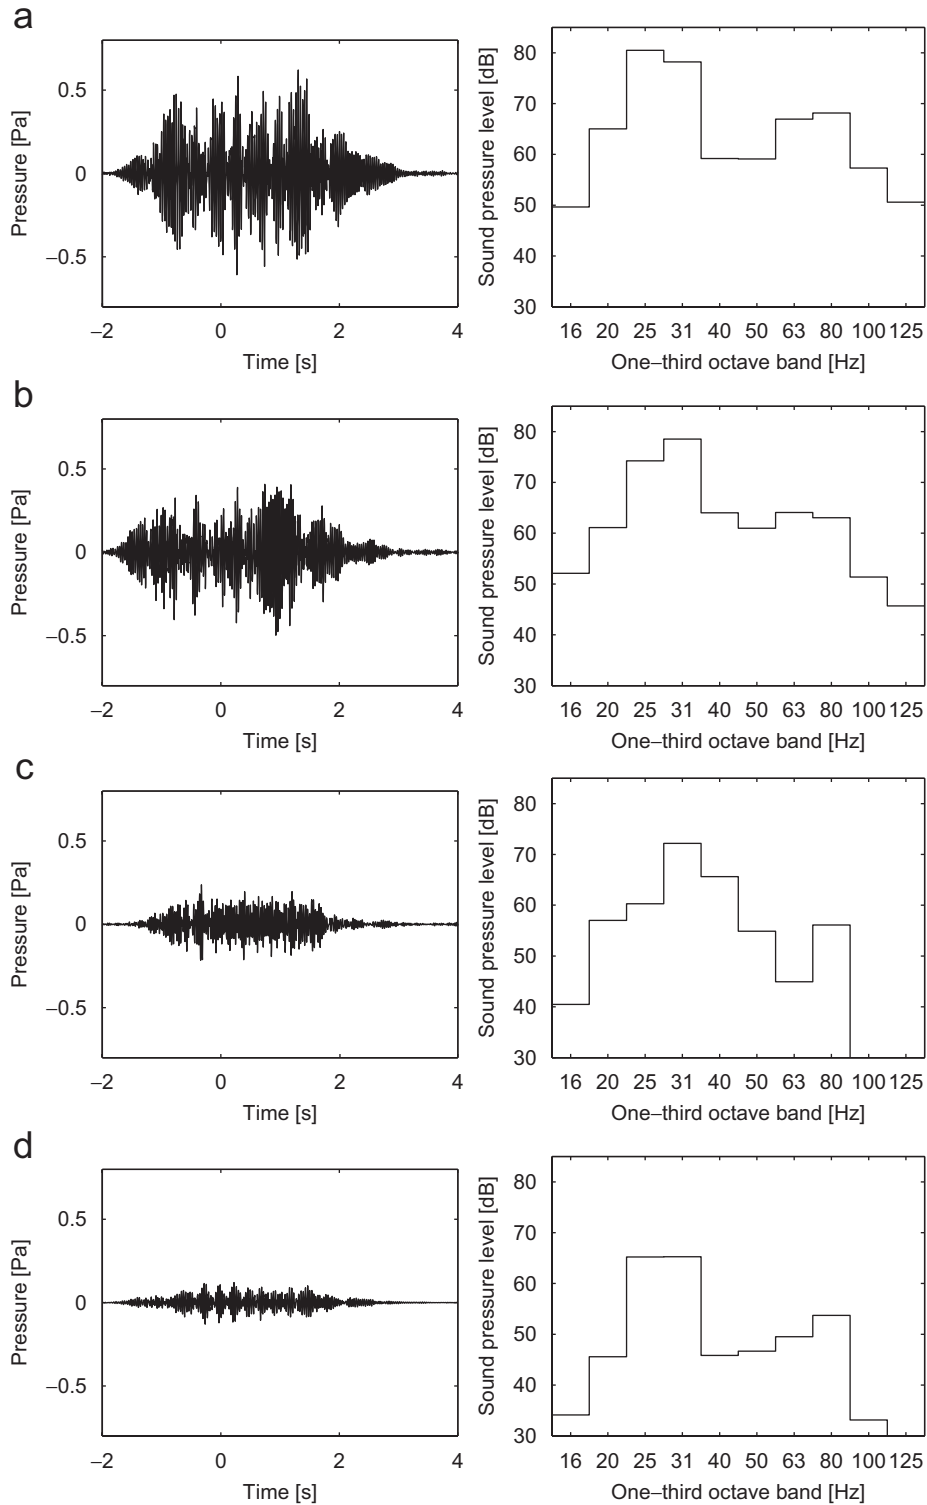 a
Pressure [Pa]
0.5
0
−0.5
−2 0 2 4
Time [s]
Sound pressure level [dB]
80
70
60
50
40
30
16 20 25 31 40 50 63 80 100 125
One−third octave band [Hz]
b
Pressure [Pa]
0.5
0
−0.5
−2 0 2 4
Time [s]
Sound pressure level [dB]
80
70
60
50
40
30
16 20 25 31 40 50 63 80 100 125
One−third octave band [Hz]
c
Pressure [Pa]
0.5
0
−0.5
−2 0 2 4
Time [s]
Sound pressure level [dB]
80
70
60
50
40
30
16 20 25 31 40 50 63 80 100 125
One−third octave band [Hz]
d
Pressure [Pa]
0.5
0
−0.5
−2 0 2 4
Time [s]
Sound pressure level [dB]
80
70
60
50
40
30
16 20 25 31 40 50 63 80 100 125
One−third octave band [Hz]